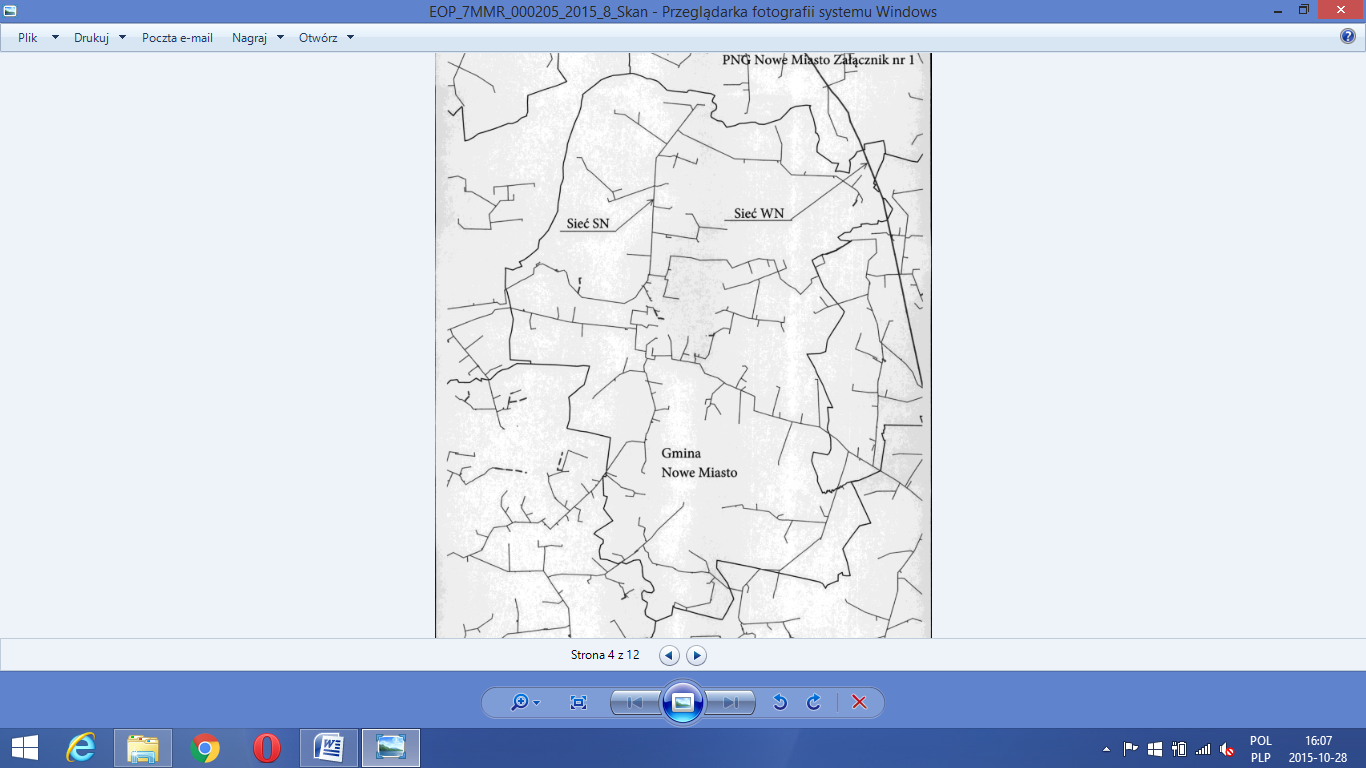 EOP_7MMR_000205_2015_8_Skan - Przeglądarka fotografii systemu Windows
Plik Drukuj Poczta e-mail Nagraj Otwórz
PNG Nowe Miasto Załącznik nr 1
Sieć WN
Sieć SN
Gmina
Nowe Miasto
Strona 4 z 12
POL
PLP
16:07
2015-10-28